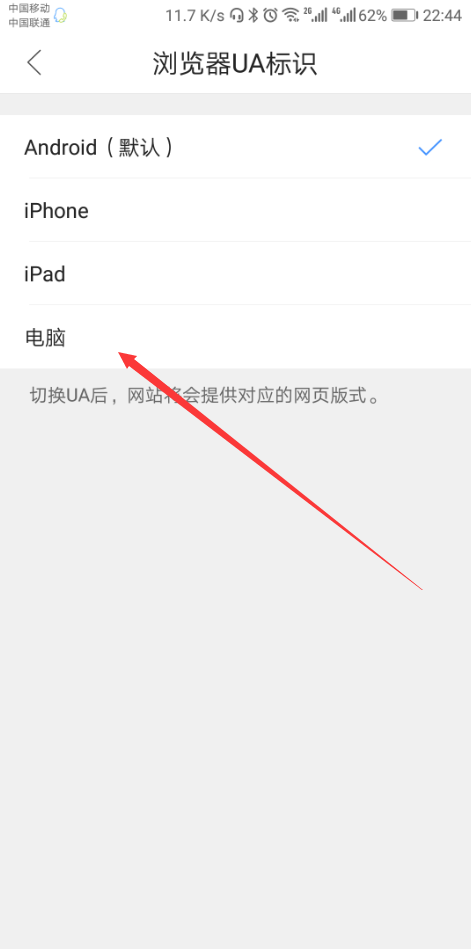 中国移动
中国联通
11.7 K/s 2G 4G 62% 22:44
浏览器UA标识
Android（默认）
iPhone
iPad
电脑
切换UA后，网站将会提供对应的网页版式。